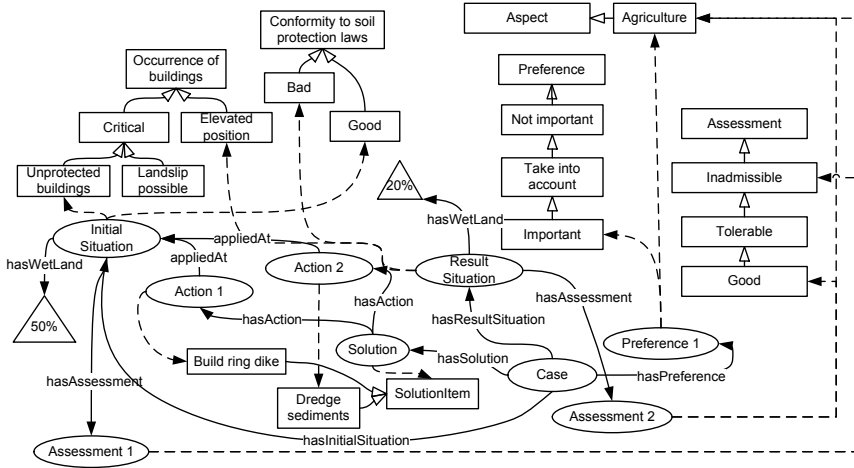 Conformity to soil
protection laws
Aspect
Agriculture
Occurrence of
buildings
Bad
Preference
Critical
Elevated
position
Good
Not important
Assessment
Unprotected
buildings
Landslip
possible
Take into
account
Inadmissible
20%
hasWetLand
Initial
Situation
appliedAt
Important
Tolerable
hasWetLand
appliedAt
Action 2
Result
Situation
Good
Action 1
hasAction
hasAssessment
50%
hasAction
hasResultSituation
Solution
hasSolution
Preference 1
Build ring dike
Case
hasPreference
hasAssessment
Dredge
sediments
SolutionItem
Assessment 2
hasInitialSituation
Assessment 1